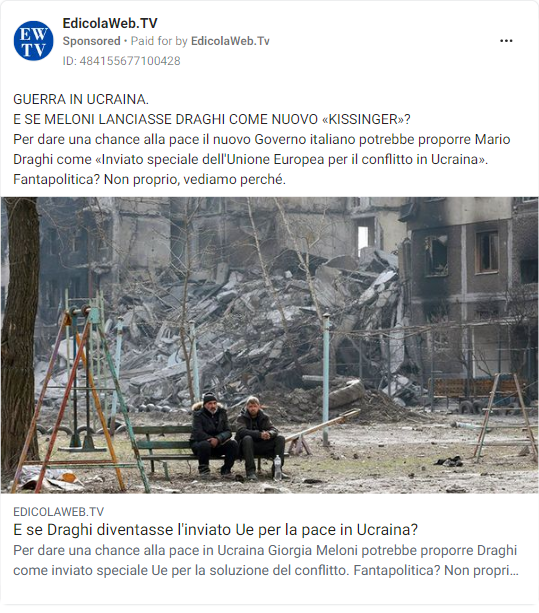 EW
TV
EdicolaWeb.TV
Sponsored • Paid for by EdicolaWeb.Tv
ID: 484155677100428
GUERRA IN UCRAINA.
E SE MELONI LANCIASSE DRAGHI COME NUOVO «KISSINGER»?
Per dare una chance alla pace il nuovo Governo italiano potrebbe proporre Mario
Draghi come «Inviato speciale dell'Unione Europea per il conflitto in Ucraina».
Fantapolitica? Non proprio, vediamo perché.
EDICOLAWEB.TV
E se Draghi diventasse l'inviato Ue per la pace in Ucraina?
Per dare una chance alla pace in Ucraina Giorgia Meloni potrebbe proporre Draghi
come inviato speciale Ue per la soluzione del conflitto. Fantapolitica? Non propri...